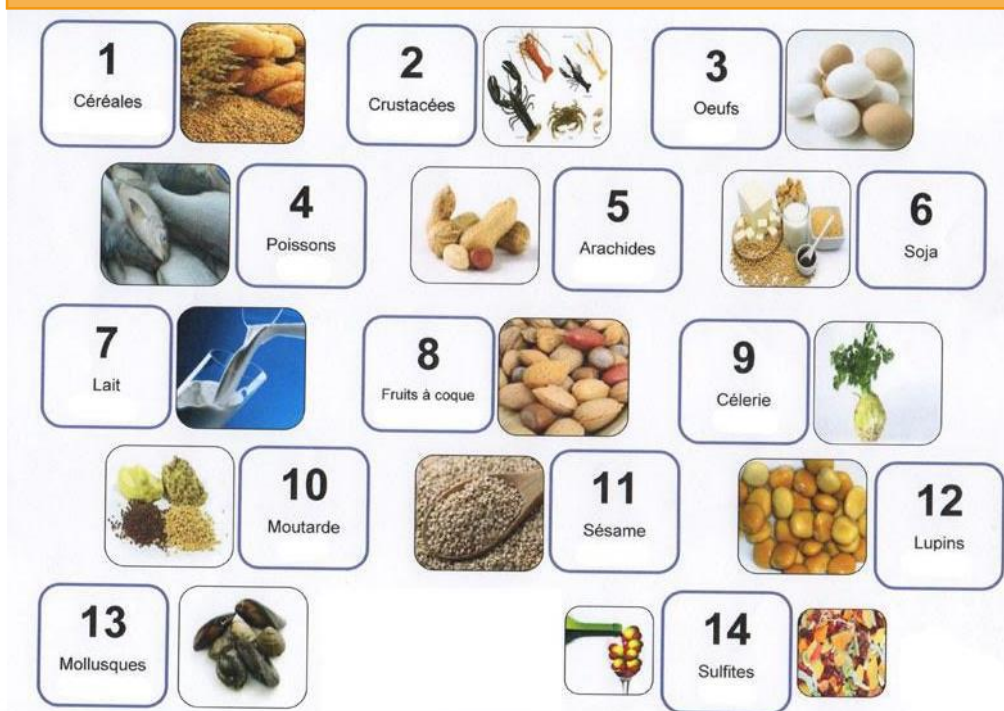 1
Céréales
2
Crustacées
3
Oeufs
4
Poissons
5
Arachides
6
Soja
7
Lait
8
Fruits à coque
9
Célerie
10
Moutarde
11
Sésame
12
Lupins
13
Mollusques
14
Sulfites